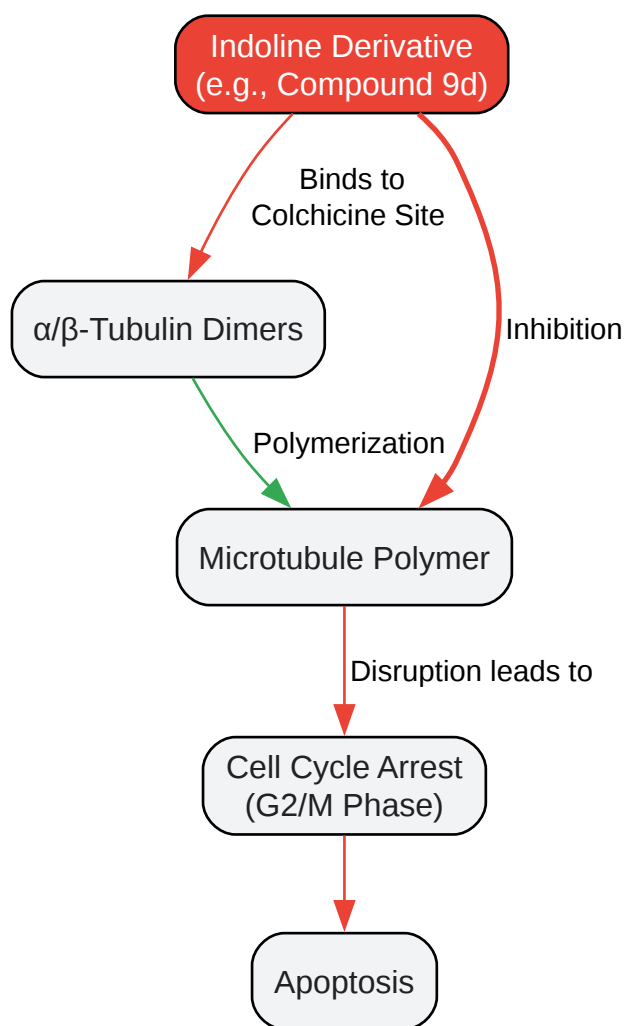 Indoline Derivative
(e.g., Compound 9d)
Binds to
Colchicine Site
α/β-Tubulin Dimers
Inhibition
Polymerization
Microtubule Polymer
Disruption leads to
Cell Cycle Arrest
(G2/M Phase)
Apoptosis